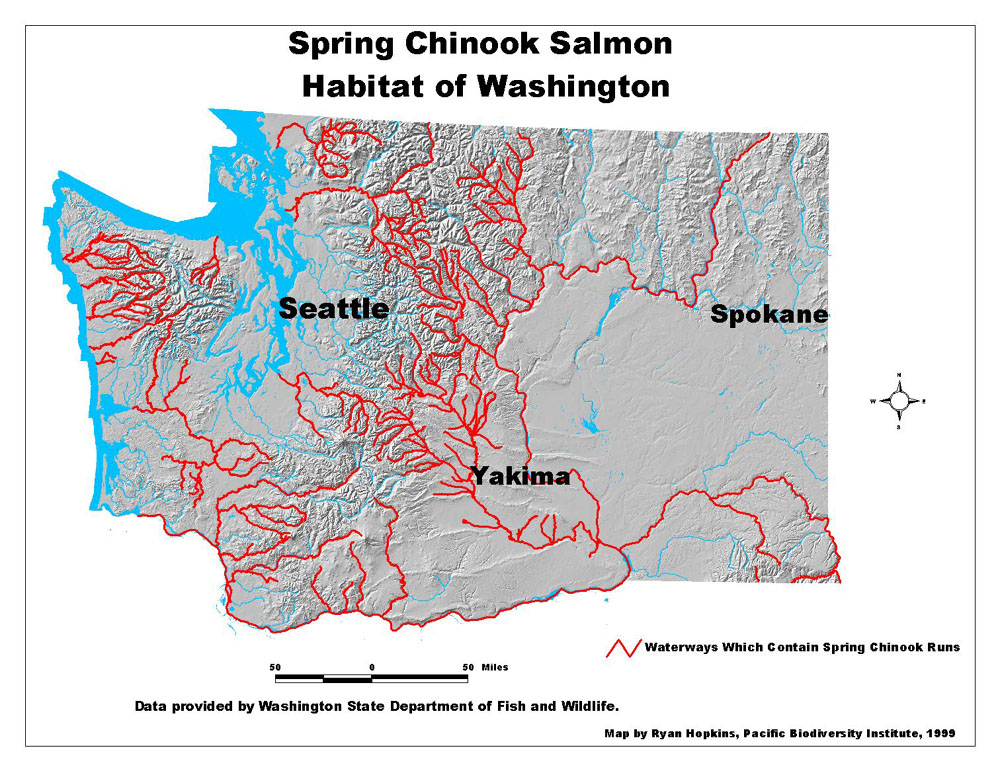 Spring Chinook Salmon
Habitat of Washington
Seattle
Spokane
N
W E
S
Yakima
Waterways Which Contain Spring Chinook Runs
50 0 50 Miles
Data provided by Washington State Department of Fish and Wildlife.
Map by Ryan Hopkins, Pacific Biodiversity Institute, 1999